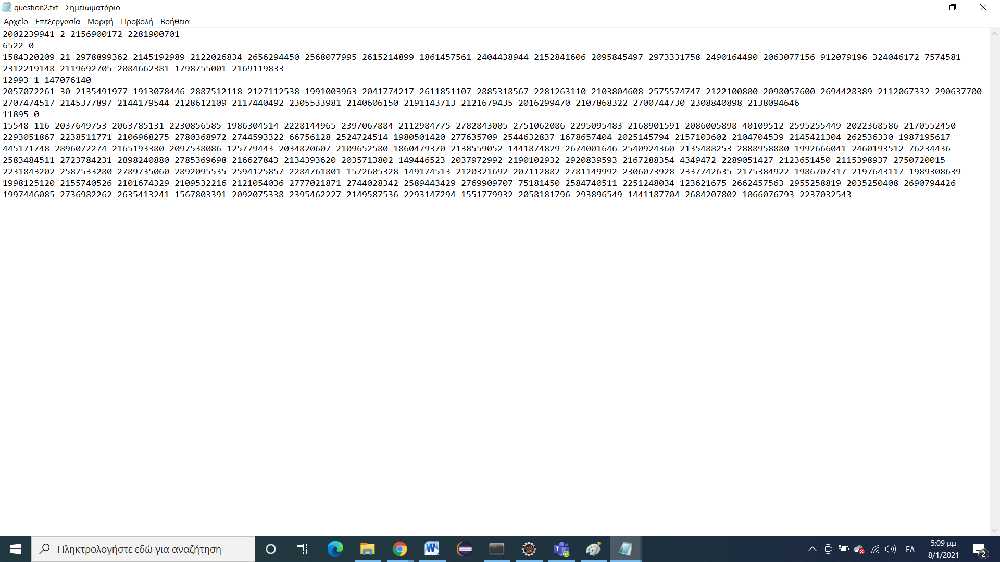 question2.txt - Σημειωματάριο
Αρχείο Επεξεργασία Μορφή Προβολή Βοήθεια
2002239941 2 2156900172 2281900701
6522 0
1584320209 21 2978899362 2145192989 2122026834 2656294450 2568077995 2615214899 1861457561 2404438944 2152841606 2095845497 2973331758 2490164490 2063077156 912079196 324046172 7574581
2312219148 2119692705 2084662381 1798755001 2169119833
12993 1 147076140
2057072261 30 2135491977 1913078446 2887512118 2127112538 1991003963 2041774217 2611851107 2885318567 2281263110 2103804608 2575574747 2122100800 2098057600 2694428389 2112067332 290637700
2707474517 2145377897 2144179544 2128612109 2117440492 2305533981 2140606150 2191143713 2121679435 2016299470 2107868322 2700744730 2308840898 2138094646
11895 0
15548 116 2037649753 2063785131 2230856585 1986304514 2228144965 2397067884 2112984775 2782843005 2751062086 2295095483 2168901591 2086005898 40109512 2595255449 2022368586 2170552450
2293051867 2238511771 2106968275 2780368972 2744593322 66756128 2524724514 1980501420 277635709 2544632837 1678657404 2025145794 2157103602 2104704539 2145421304 262536330 1987195617
445171748 2896072274 2165193380 2097538086 125779443 2034820607 2109652580 1860479370 2138559052 1441874829 2674001646 2540924360 2135488253 2888958880 1992666041 2460193512 76234436
2583484511 2723784231 2898240880 2785369698 216627843 2134393620 2035713802 149446523 2037972992 2190102932 2920839593 2167288354 4349472 2289051427 2123651450 2115398937 2750720015
2231843202 2587533280 2789735060 2892095535 2594125857 2284761801 1572605328 149174513 2120321692 207112882 2781149992 2306073928 2337742635 2175384922 1986707317 2197643117 1989308639
1998125120 2155740526 2101674329 2109532216 2121054036 2777021871 2744028342 2589443429 2769909707 75181450 2584740511 2251248034 123621675 2662457563 2955258819 2035250408 2690794426
1997446085 2736982262 2635413241 1567803391 2092075338 2395462227 2149587536 2293147294 1551779932 2058181796 293896549 1441187704 2684207802 1066076793 2237032543
Πληκτρολογήστε εδώ για αναζήτηση
ΕΛ
5:09 μμ
8/1/2021
2